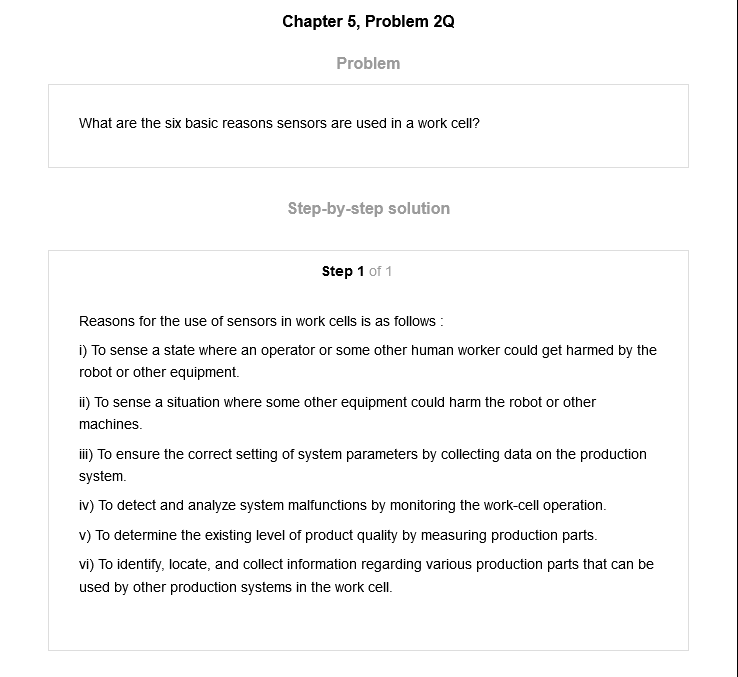 Chapter 5, Problem 2Q
Problem
What are the six basic reasons sensors are used in a work cell?
Step-by-step solution
Step 1 of 1
Reasons for the use of sensors in work cells is as follows :
i) To sense a state where an operator or some other human worker could get harmed by the
robot or other equipment.
ii) To sense a situation where some other equipment could harm the robot or other
machines.
iii) To ensure the correct setting of system parameters by collecting data on the production
system.
iv) To detect and analyze system malfunctions by monitoring the work-cell operation.
v) To determine the existing level of product quality by measuring production parts.
vi) To identify, locate, and collect information regarding various production parts that can be
used by other production systems in the work cell.